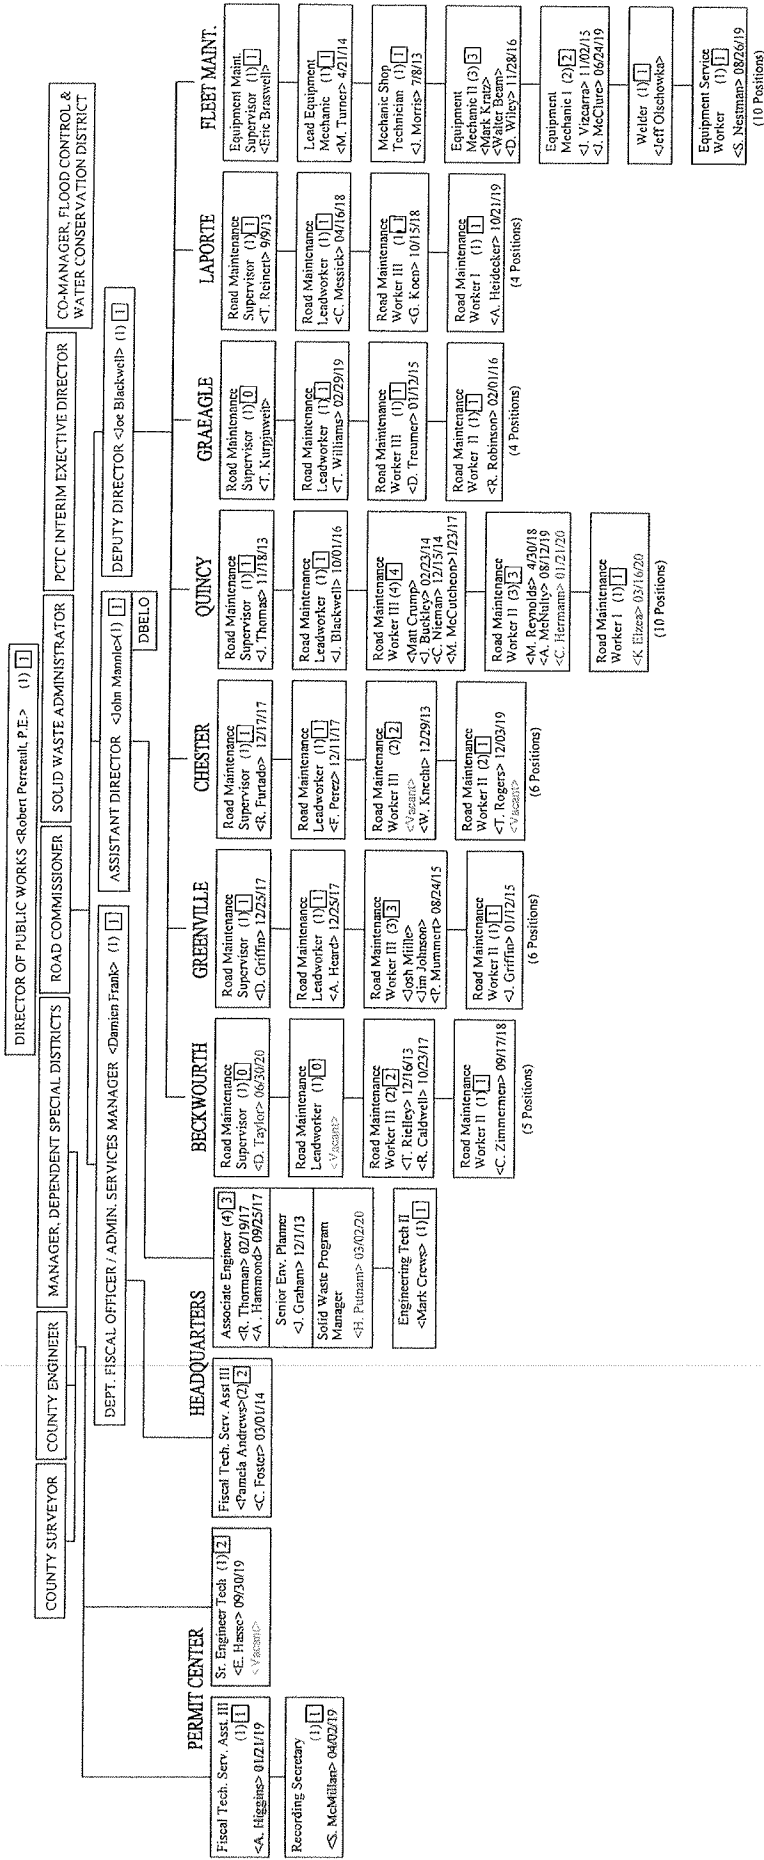 DIRECTOR OF PUBLIC WORKS <Robert Perreault, P.E.> (1) 1
COUNTY SURVEYOR
COUNTY ENGINEER
MANAGER, DEPENDENT SPECIAL DISTRICTS
ROAD COMMISSIONER
SOLID WASTE ADMINISTRATOR
PCTC INTERIM EXECTIVE DIRECTOR
CO-MANAGER, FLOOD CONTROL &
WATER CONSERVATION DISTRICT
DEPT. FISCAL OFFICER / ADMIN. SERVICES MANAGER <Damien Frank> (1) 1
ASSISTANT DIRECTOR <John Mannle>(1) 1
DEPUTY DIRECTOR <Joe Blackwell> (1) 1
DBELO
PERMIT CENTER
Fiscal Tech. Serv. Asst. III
(1) 1
<A. Higgins> 01/21/19
Recording Secretary
(1) 1
<S. McMillan> 04/02/19
Sr. Engineer Tech (1) 2
<E. Hasse> 09/30/19
<Vacant>
HEADQUARTERS
Fiscal Tech. Serv. Asst III
<Pamela Andrews>(2) 2
<C. Foster> 03/01/14
Associate Engineer (4) 3
<R. Thorman> 02/19/17
<A. Hammond> 09/25/17
Senior Env. Planner
<J. Graham> 12/1/13
Solid Waste Program
Manager
<H. Putnam> 03/02/20
Engineering Tech II
<Mark Crews> (1) 1
BECKWOURTH
Road Maintenance
Supervisor (1) 0
<D. Taylor> 06/30/20
Road Maintenance
Leadworker (1) 0
<Vacant>
Road Maintenance
Worker III (2) 2
<T. Rielley> 12/16/13
<R. Caldwell> 10/23/17
Road Maintenance
Worker II (1) 1
<C. Zimmermen> 09/17/18
(5 Positions)
GREENVILLE
Road Maintenance
Supervisor (1) 1
<D. Griffin> 12/25/17
Road Maintenance
Leadworker (1) 1
<A. Heard> 12/25/17
Road Maintenance
Worker III (3) 3
<Josh Miille>
<Jim Johnson>
<P. Mummert> 08/24/15
Road Maintenance
Worker II (1) 1
<J. Griffin> 01/12/15
(6 Positions)
CHESTER
Road Maintenance
Supervisor (1) 1
<R. Furtado> 12/17/17
Road Maintenance
Leadworker (1) 1
<F. Perez> 12/11/17
Road Maintenance
Worker III (2) 2
<Vacant>
<W. Knecht> 12/29/13
Road Maintenance
Worker II (2) 1
<T. Rogers> 12/03/19
<Vacant>
(6 Positions)
QUINCY
Road Maintenance
Supervisor (1) 1
<J. Thomas> 11/18/13
Road Maintenance
Leadworker (1) 1
<J. Blackwell> 10/01/16
Road Maintenance
Worker III (4) 4
<Matt Crump>
<J. Buckley> 02/23/14
<C. Nieman> 12/15/14
<M. McCutcheon>1/23/17
Road Maintenance
Worker II (3) 3
<M. Reynolds> 4/30/18
<A. McNulty> 08/12/19
<C. Hermann> 01/21/20
Road Maintenance
Worker I (1) 1
<K. Elzea> 03/16/20
(10 Positions)
GRAEAGLE
Road Maintenance
Supervisor (1) 0
<T. Kurpjuweit>
Road Maintenance
Leadworker (1) 1
<T. Williams> 02/29/19
Road Maintenance
Worker III (1) 1
<D. Treumer> 01/12/15
Road Maintenance
Worker II (1) 1
<R. Robinson> 02/01/16
(4 Positions)
LAPORTE
Road Maintenance
Supervisor (1) 1
<T. Reinert> 9/9/13
Road Maintenance
Leadworker (1) 1
<C. Messick> 04/16/18
Road Maintenance
Worker III (1) 1
<G. Koen> 10/15/18
Road Maintenance
Worker I (1) 1
<A. Heidecker> 10/21/19
(4 Positions)
FLEET MAINT.
Equipment Maint.
Supervisor (1) 1
<Eric Braswell>
Lead Equipment
Mechanic (1) 1
<M. Turner> 4/21/14
Mechanic Shop
Technician (1) 1
<J. Morris> 7/8/13
Equipment
Mechanic II (3) 3
<Mark Kratz>
<Walter Beam>
<D. Wiley> 11/28/16
Equipment
Mechanic I (2) 2
<J. Vizcarra> 11/02/15
<J. McClure> 06/24/19
Welder (1) 1
<Jeff Olschowka>
Equipment Service
Worker (1) 1
<S. Nestman> 08/26/19
(10 Positions)